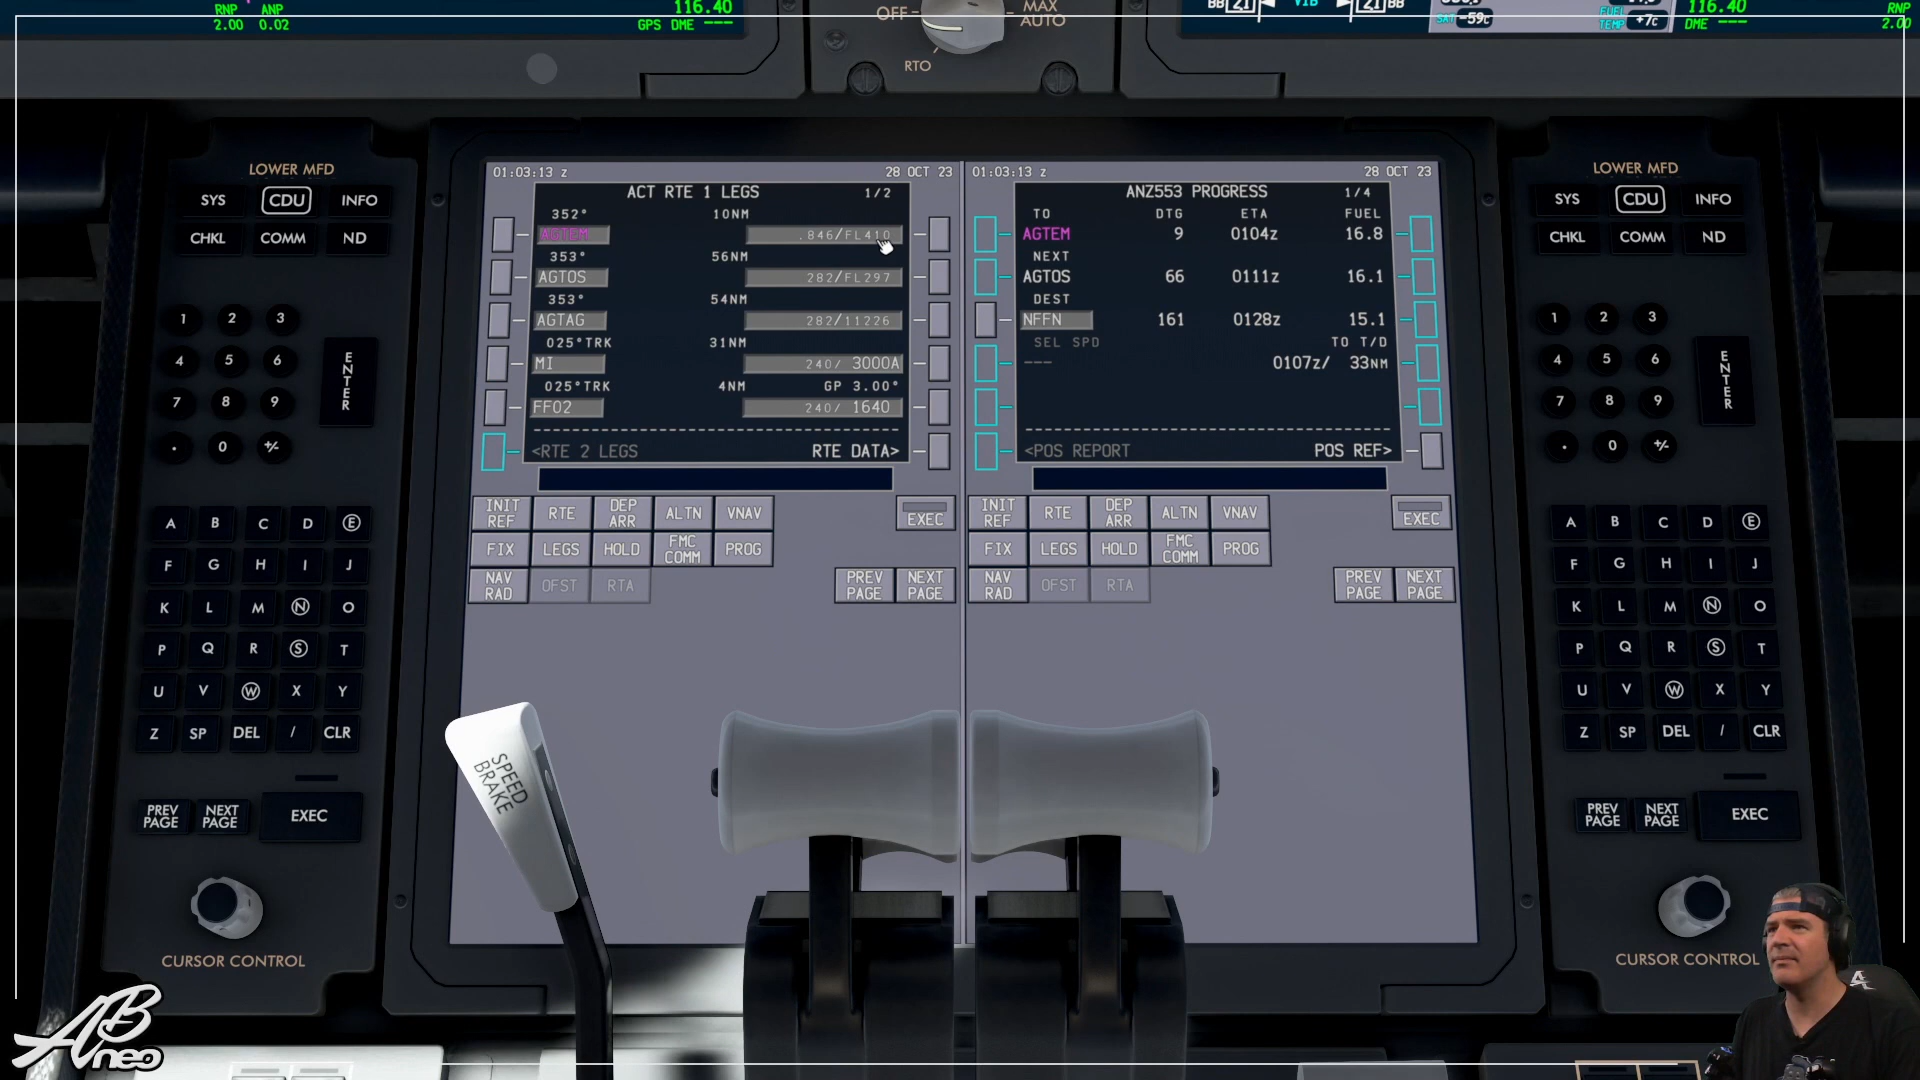 RNP ANP
2.00 0.02
116.40
GPS DME ---
OFF
MAX
AUTO
RTO
BB 21
VIB
21 BB
SAT -59c
FUEL
TEMP +7c
116.40
DME ---
RNP
2.00
LOWER MFD
SYS CDU INFO
CHKL COMM ND
1 2 3
4 5 6
7 8 9
. 0 +/-
ENTER
A B C D E
F G H I J
K L M N O
P Q R S T
U V W X Y
Z SP DEL / CLR
PREV PAGE
NEXT PAGE
EXEC
CURSOR CONTROL
01:03:13 z 28 OCT 23
ACT RTE 1 LEGS 1/2
352° 10NM
AGTEM .846/FL410
353° 56NM
AGTOS 282/FL297
353° 54NM
AGTAG 282/11226
025°TRK 31NM
MI 240/ 3000A
025°TRK 4NM GP 3.00°
FF02 240/ 1640
<RTE 2 LEGS RTE DATA>
INIT REF RTE DEP ARR ALTN VNAV EXEC
FIX LEGS HOLD FMC COMM PROG
NAV RAD OFST RTA PREV PAGE NEXT PAGE
01:03:13 z 28 OCT 23
ANZ553 PROGRESS 1/4
TO DTG ETA FUEL
AGTEM 9 0104z 16.8
NEXT
AGTOS 66 0111z 16.1
DEST
NFFN 161 0128z 15.1
SEL SPD TO T/D
--- 0107z/ 33NM
<POS REPORT POS REF>
INIT REF RTE DEP ARR ALTN VNAV EXEC
FIX LEGS HOLD FMC COMM PROG
NAV RAD OFST RTA PREV PAGE NEXT PAGE
SPEED BRAKE
LOWER MFD
SYS CDU INFO
CHKL COMM ND
1 2 3
4 5 6
7 8 9
. 0 +/-
ENTER
A B C D E
F G H I J
K L M N O
P Q R S T
U V W X Y
Z SP DEL / CLR
PREV PAGE
NEXT PAGE
EXEC
CURSOR CONTROL
AB
neo